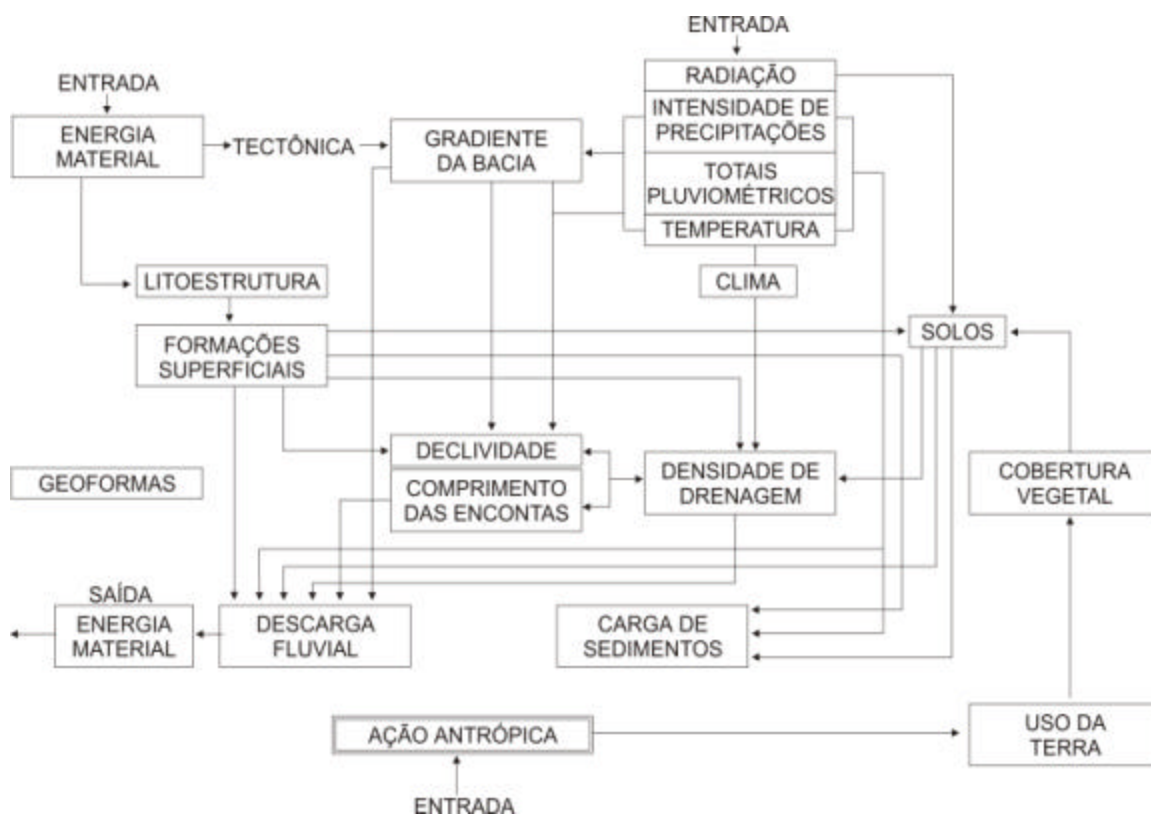 ENTRADA
RADIAÇÃO
ENTRADA
INTENSIDADE DE
PRECIPITAÇÕES
ENERGIA
MATERIAL
TECTÔNICA
GRADIENTE
DA BACIA
TOTAIS
PLUVIOMÉTRICOS
TEMPERATURA
LITOESTRUTURA
CLIMA
FORMAÇÕES
SUPERFICIAIS
SOLOS
DECLIVIDADE
GEOFORMAS
COMPRIMENTO
DAS ENCONTAS
DENSIDADE DE
DRENAGEM
COBERTURA
VEGETAL
SAÍDA
ENERGIA
MATERIAL
DESCARGA
FLUVIAL
CARGA DE
SEDIMENTOS
AÇÃO ANTRÓPICA
USO DA
TERRA
ENTRADA